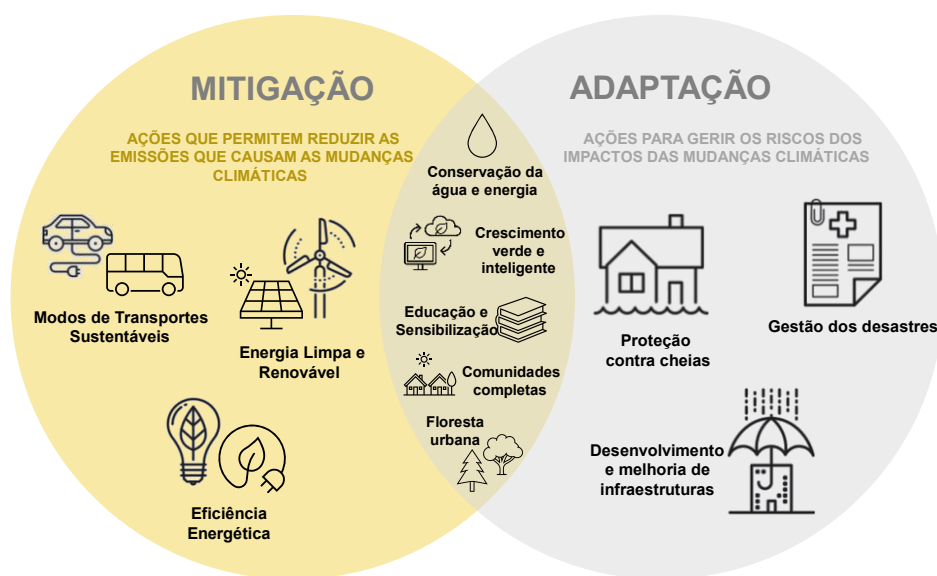 MITIGAÇÃO
AÇÕES QUE PERMITEM REDUZIR AS
EMISSÕES QUE CAUSAM AS MUDANÇAS
CLIMÁTICAS
Modos de Transportes
Sustentáveis
Energia Limpa e
Renovável
Eficiência
Energética
Conservação da
água e energia
Crescimento
verde e
inteligente
Educação e
Sensibilização
Comunidades
completas
Floresta
urbana
ADAPTAÇÃO
AÇÕES PARA GERIR OS RISCOS DOS
IMPACTOS DAS MUDANÇAS CLIMÁTICAS
Proteção
contra cheias
Gestão dos desastres
Desenvolvimento
e melhoria de
infraestruturas